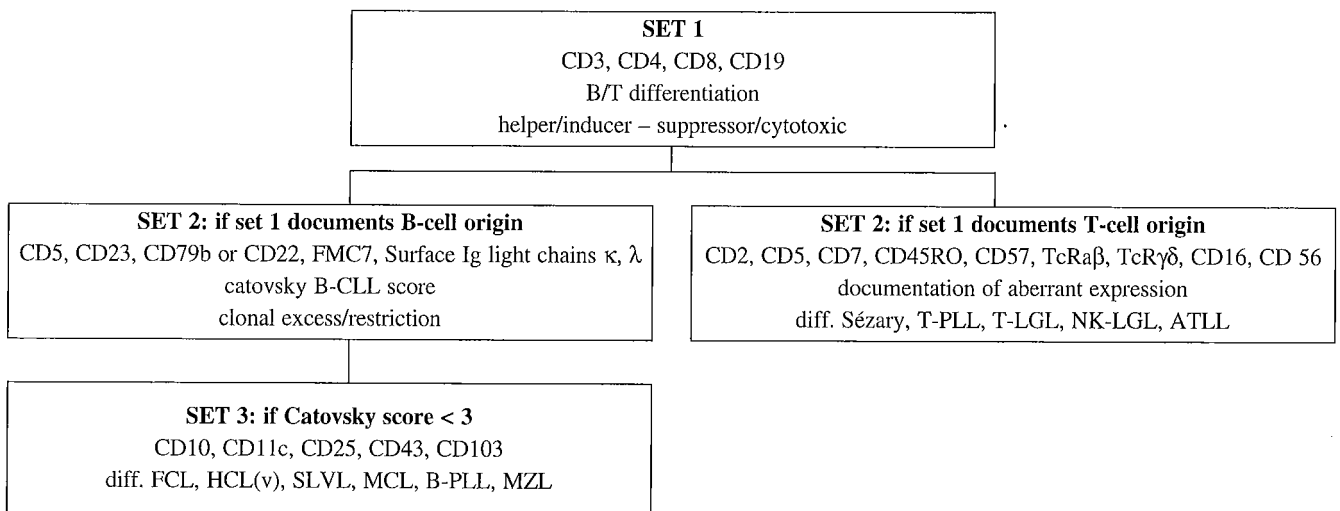 SET 1
CD3, CD4, CD8, CD19
B/T differentiation
helper/inducer – suppressor/cytotoxic
SET 2: if set 1 documents B-cell origin
CD5, CD23, CD79b or CD22, FMC7, Surface Ig light chains κ, λ
catovsky B-CLL score
clonal excess/restriction
SET 2: if set 1 documents T-cell origin
CD2, CD5, CD7, CD45RO, CD57, TcRaβ, TcRγδ, CD16, CD 56
documentation of aberrant expression
diff. Sézary, T-PLL, T-LGL, NK-LGL, ATLL
SET 3: if Catovsky score < 3
CD10, CD11c, CD25, CD43, CD103
diff. FCL, HCL(v), SLVL, MCL, B-PLL, MZL